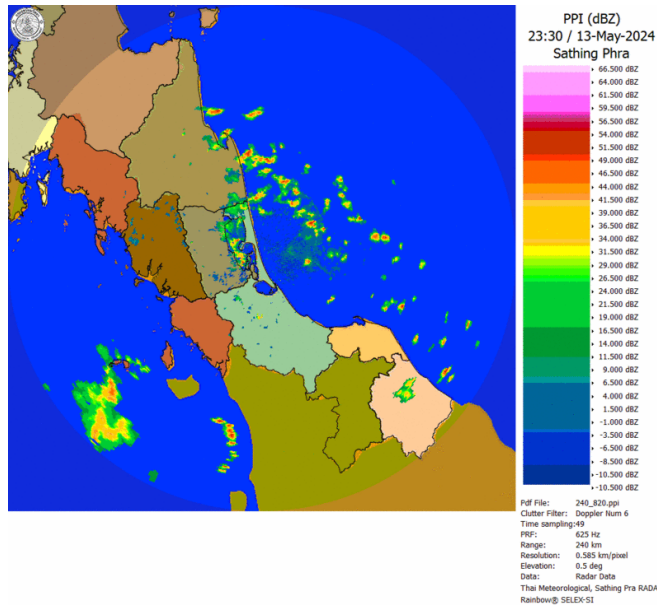 PPI (dBZ)
23:30 / 13-May-2024
Sathing Phra
66.500 dBZ
64.000 dBZ
61.500 dBZ
59.500 dBZ
56.500 dBZ
54.000 dBZ
51.500 dBZ
49.000 dBZ
46.500 dBZ
44.000 dBZ
41.500 dBZ
39.000 dBZ
36.500 dBZ
34.000 dBZ
31.500 dBZ
29.000 dBZ
26.500 dBZ
24.000 dBZ
21.500 dBZ
19.000 dBZ
16.500 dBZ
14.000 dBZ
11.500 dBZ
9.000 dBZ
6.500 dBZ
4.000 dBZ
1.500 dBZ
-1.000 dBZ
-3.500 dBZ
-6.500 dBZ
-8.500 dBZ
-10.500 dBZ
-10.500 dBZ
Pdf File: 240_820.ppi
Clutter Filter: Doppler Num 6
Time sampling:49
PRF: 625 Hz
Range: 240 km
Resolution: 0.585 km/pixel
Elevation: 0.5 deg
Data: Radar Data
Thai Meteorological, Sathing Pra RADA
Rainbow® SELEX-SI